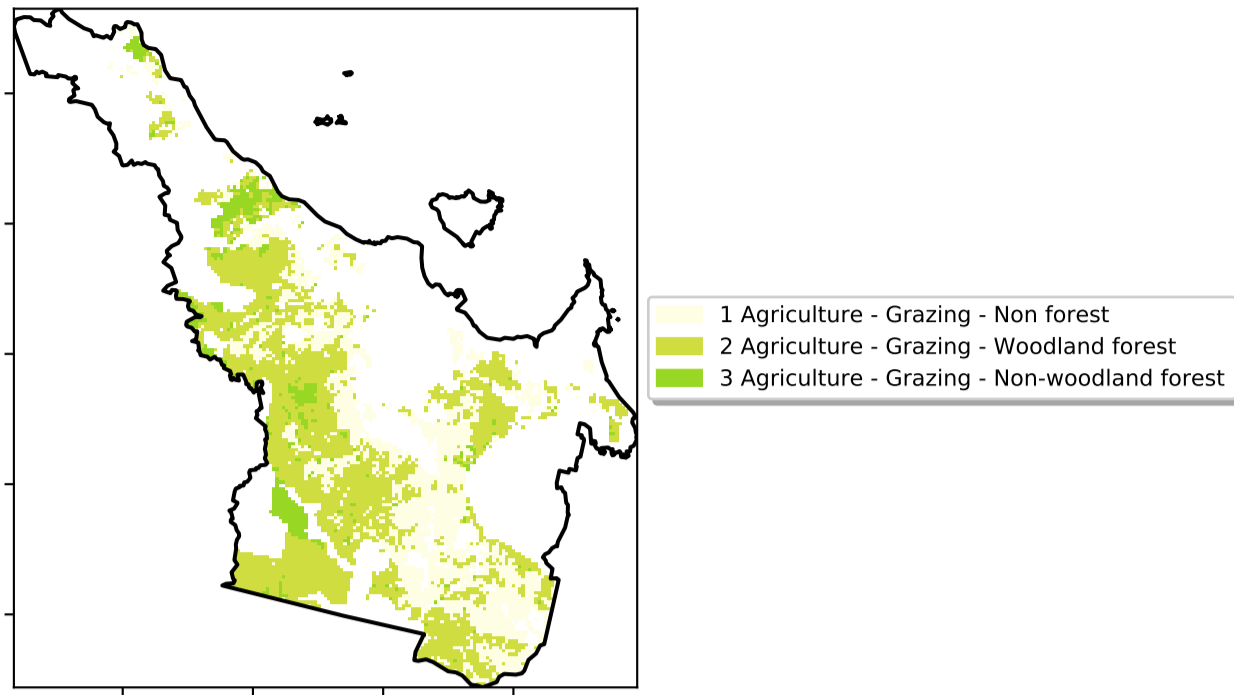 1 Agriculture - Grazing - Non forest
2 Agriculture - Grazing - Woodland forest
3 Agriculture - Grazing - Non-woodland forest